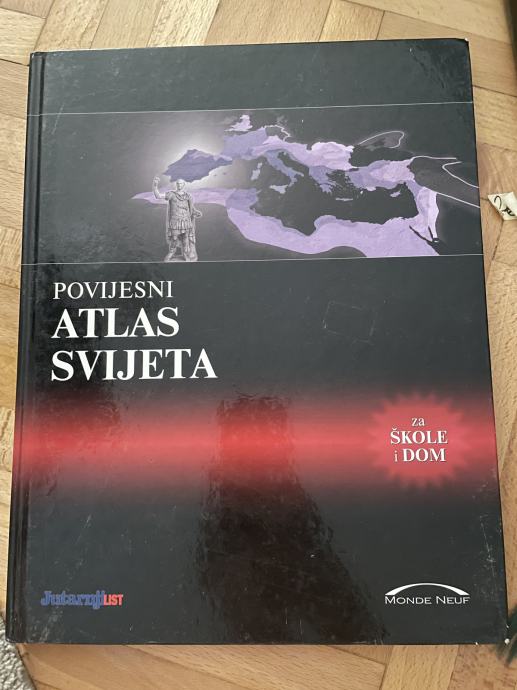 POVIJESNI
ATLAS
SVIJETA
za
ŠKOLE
i DOM
Jutarnji LIST
MONDE NEUF